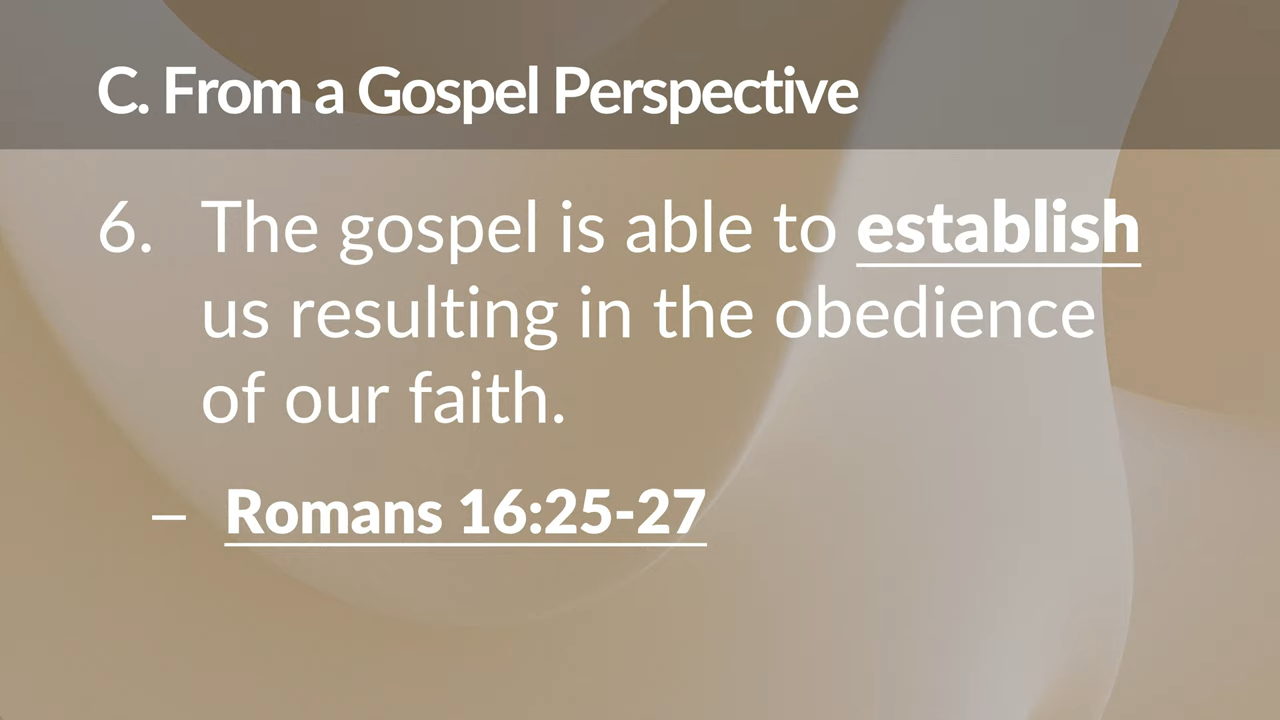 C. From a Gospel Perspective
6. The gospel is able to establish
us resulting in the obedience
of our faith.
– Romans 16:25-27